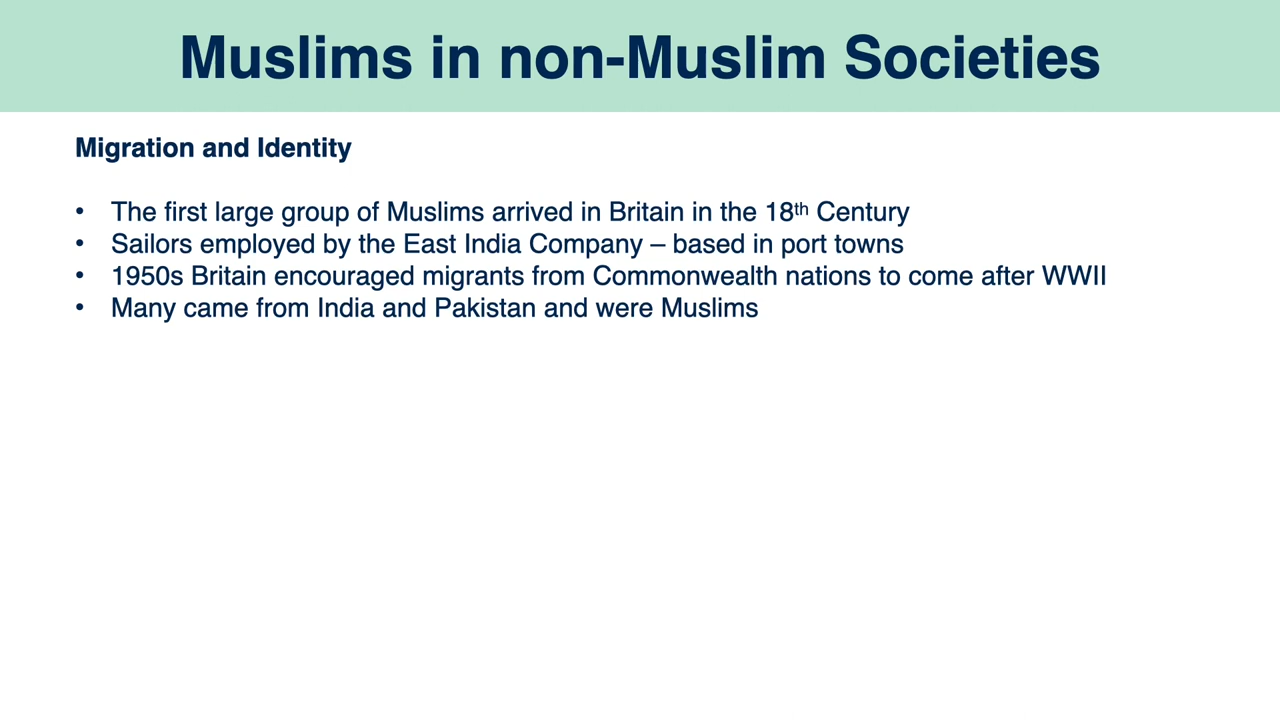 Muslims in non-Muslim Societies
Migration and Identity
• The first large group of Muslims arrived in Britain in the 18th Century
• Sailors employed by the East India Company – based in port towns
• 1950s Britain encouraged migrants from Commonwealth nations to come after WWII
• Many came from India and Pakistan and were Muslims